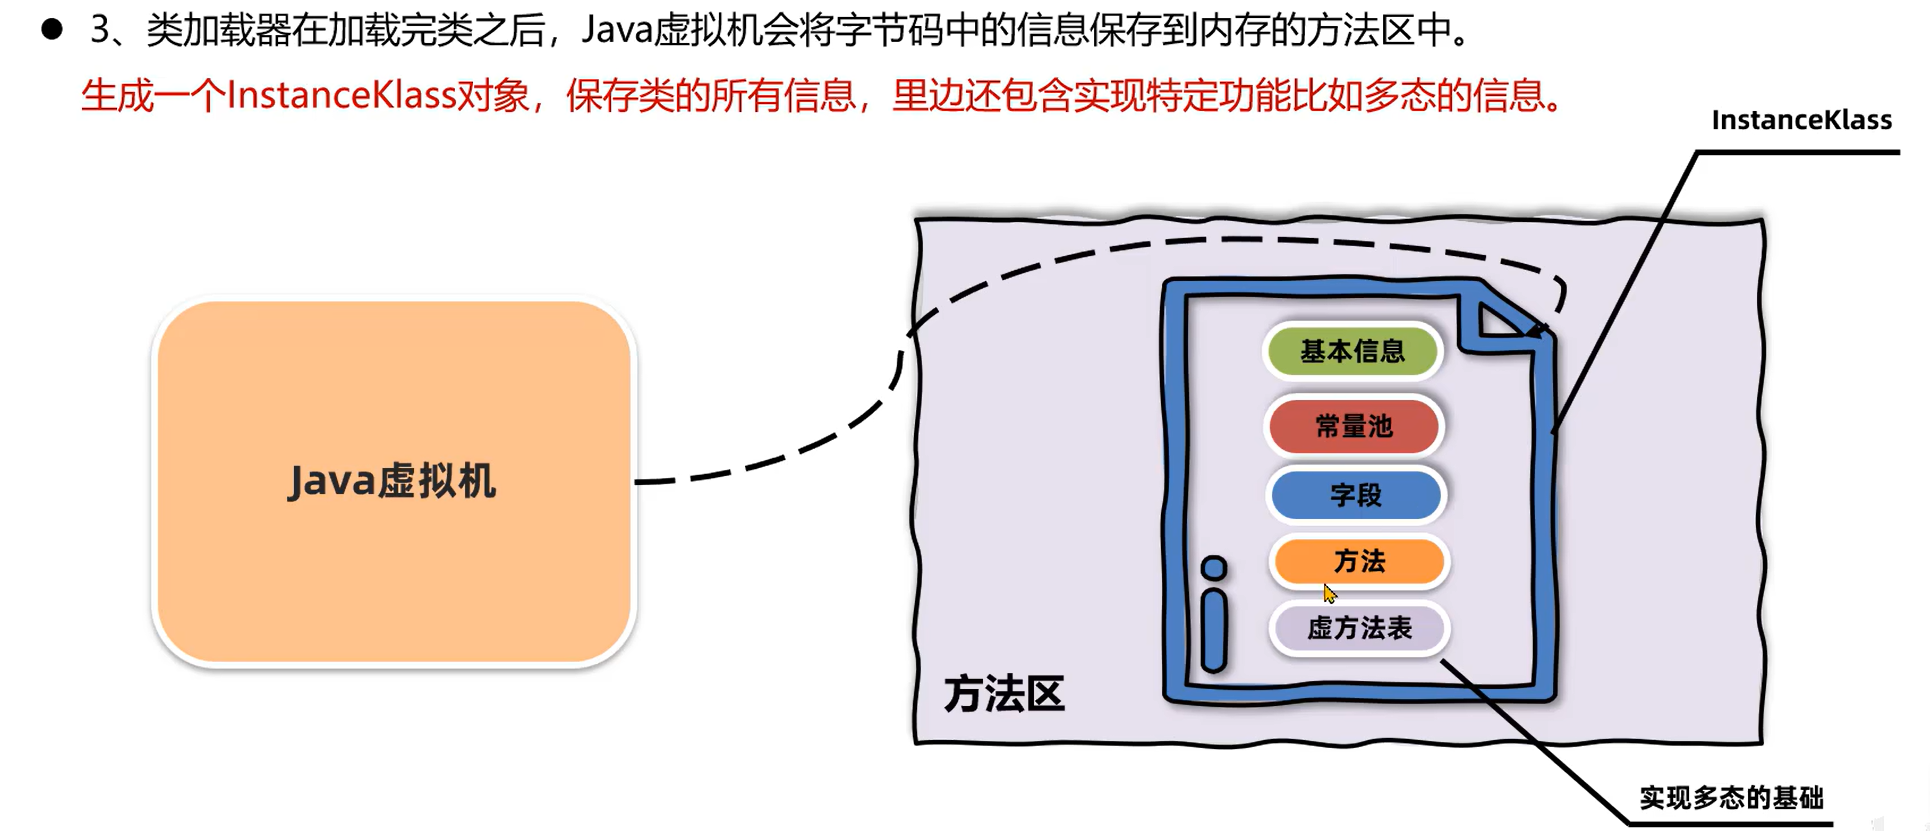 ● 3、类加载器在加载完类之后，Java虚拟机会将字节码中的信息保存到内存的方法区中。
生成一个InstanceKlass对象，保存类的所有信息，里边还包含实现特定功能比如多态的信息。
InstanceKlass
基本信息
常量池
Java虚拟机
字段
方法
虚方法表
方法区
实现多态的基础